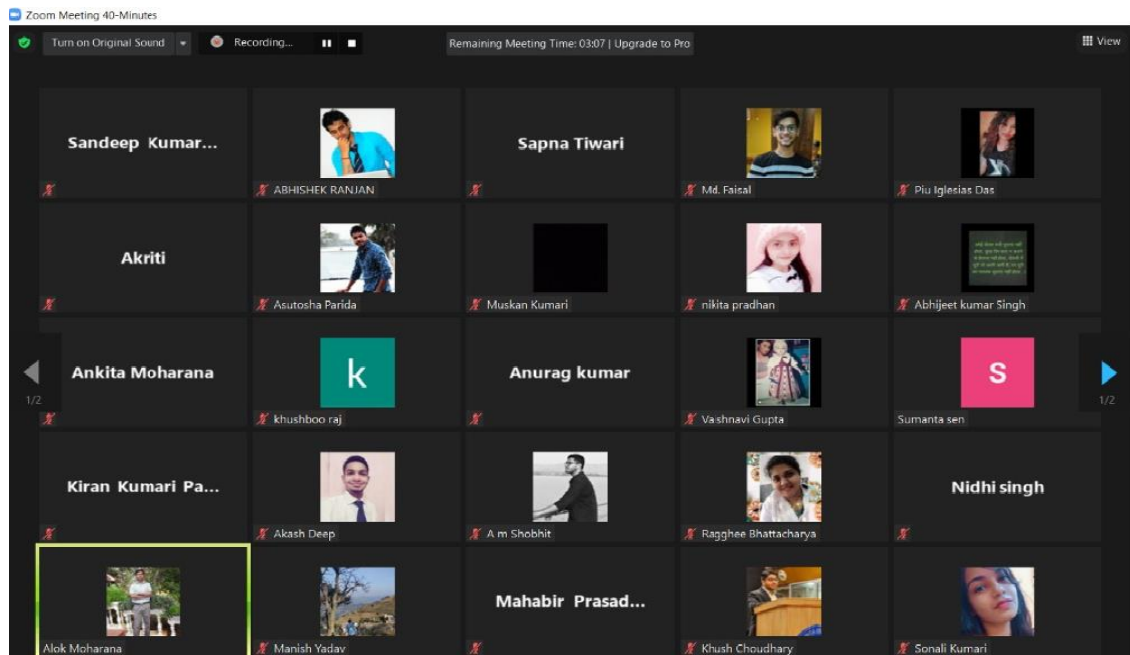 Zoom Meeting 40-Minutes
Turn on Original Sound
Recording...
Remaining Meeting Time: 03:07 | Upgrade to Pro
View
Sandeep Kumar...
ABHISHEK RANJAN
Sapna Tiwari
Md. Faisal
Piu Iglesias Das
Akriti
Asutosha Parida
Muskan Kumari
nikita pradhan
Abhijeet kumar Singh
1/2
Ankita Moharana
k
khushboo raj
Anurag kumar
Vaishnavi Gupta
S
Sumanta sen
1/2
Kiran Kumari Pa...
Akash Deep
A m Shobhit
Ragghee Bhattacharya
Nidhi singh
Alok Moharana
Manish Yadav
Mahabir Prasad...
Khush Choudhary
Sonali Kumari